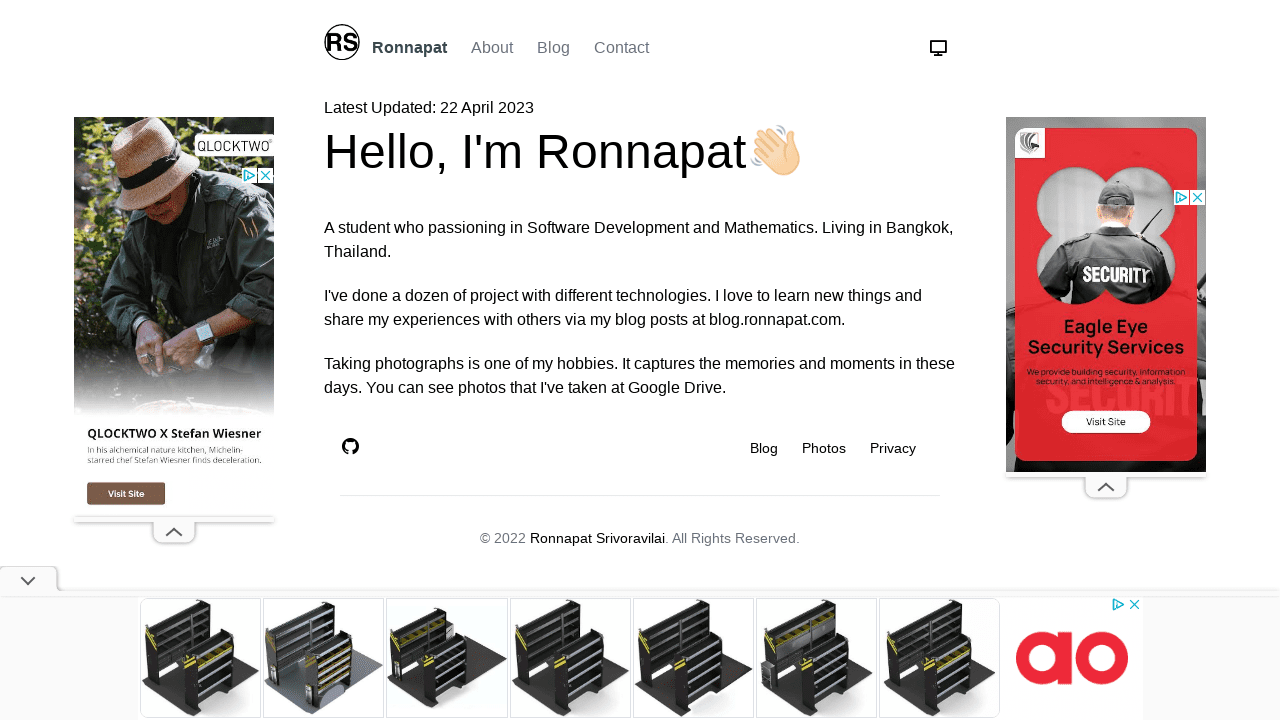 RS Ronnapat About Blog Contact
Latest Updated: 22 April 2023
Hello, I'm Ronnapat👋🏼
A student who passioning in Software Development and Mathematics. Living in Bangkok,
Thailand.
I've done a dozen of project with different technologies. I love to learn new things and
share my experiences with others via my blog posts at blog.ronnapat.com.
Taking photographs is one of my hobbies. It captures the memories and moments in these
days. You can see photos that I've taken at Google Drive.
Blog Photos Privacy
© 2022 Ronnapat Srivoravilai. All Rights Reserved.
QLOCKTWO®
QLOCKTWO X Stefan Wiesner
In his alchemical nature kitchen, Michelin-
starred chef Stefan Wiesner finds deceleration.
Visit Site
SECURITY
Eagle Eye
Security Services
We provide building security, information
security, and intelligence & analysis.
SECURITY
Visit Site
ao